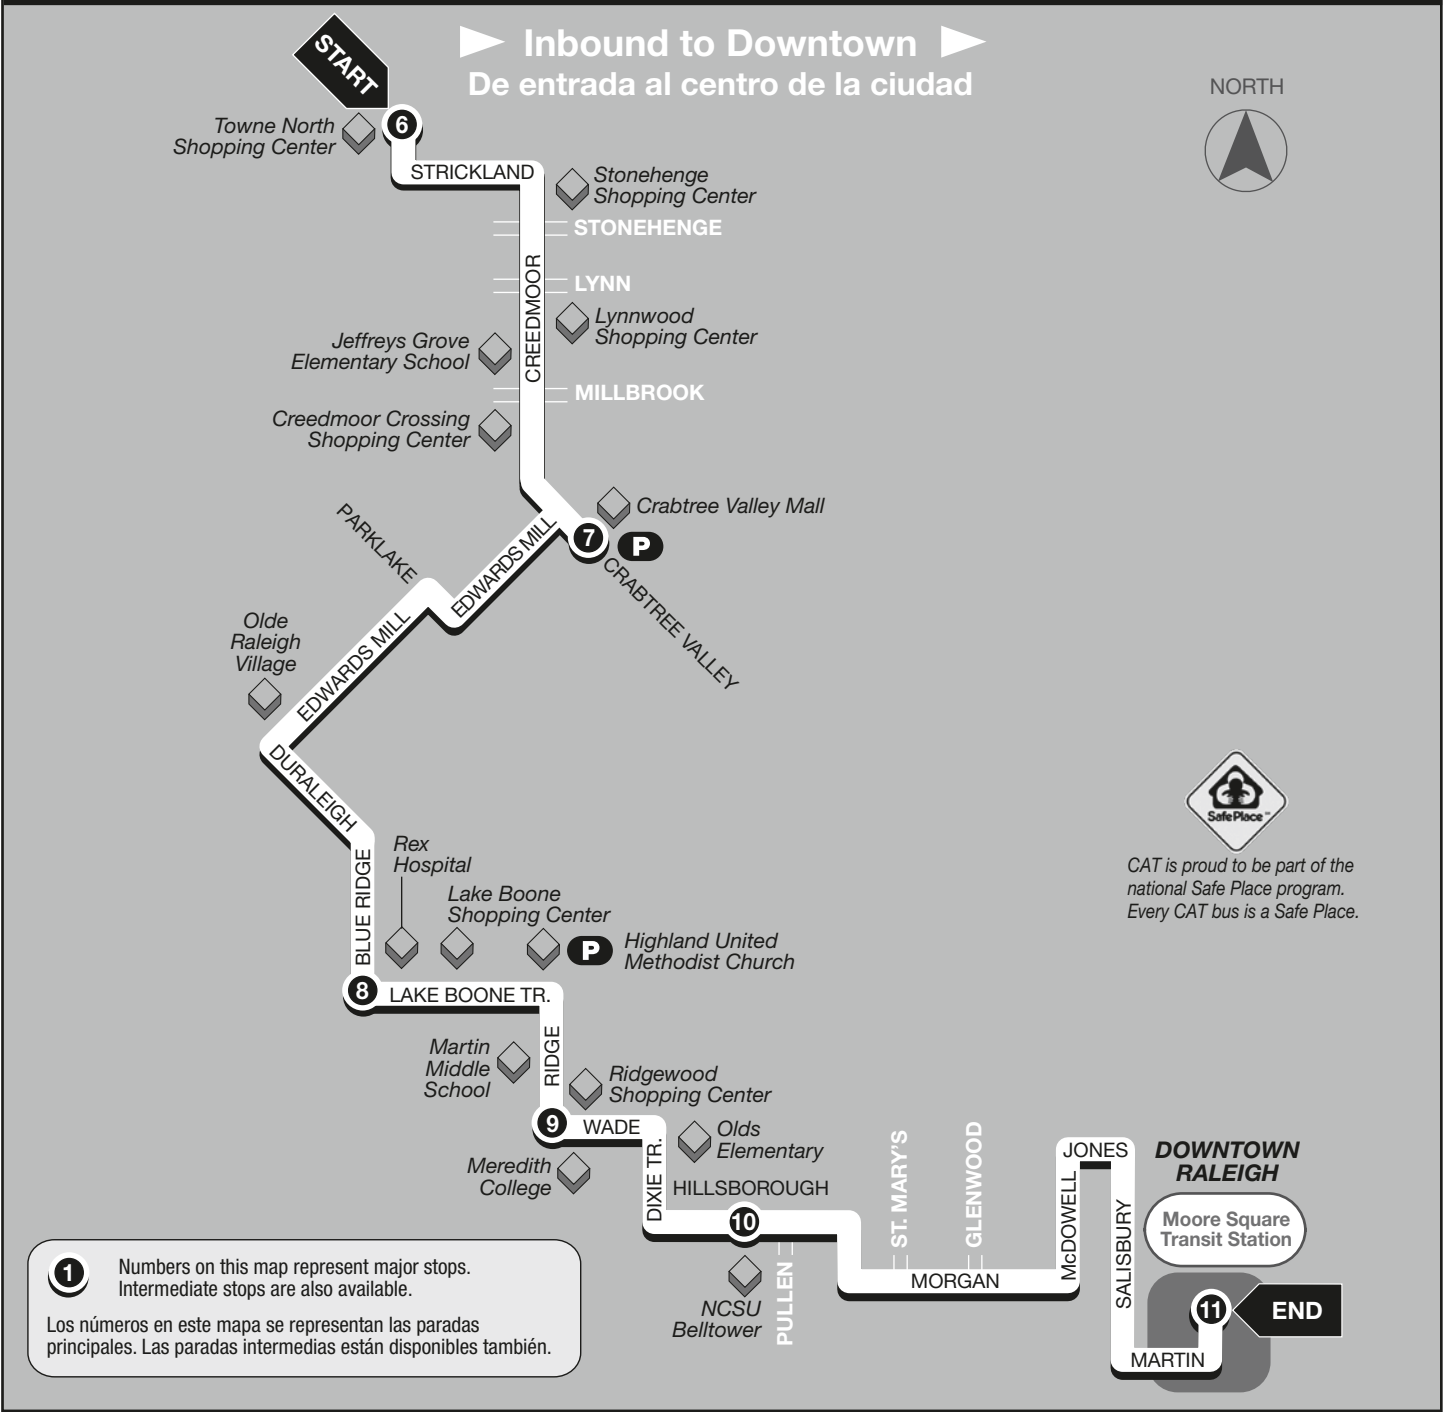 START
Inbound to Downtown
De entrada al centro de la ciudad
NORTH
6
Towne North
Shopping Center
STRICKLAND
Stonehenge
Shopping Center
STONEHENGE
CREEDMOOR
LYNN
Lynnwood
Shopping Center
Jeffreys Grove
Elementary School
MILLBROOK
Creedmoor Crossing
Shopping Center
Crabtree Valley Mall
7
P
CRABTREE VALLEY
EDWARDS MILL
PARKLAKE
EDWARDS MILL
Olde
Raleigh
Village
DURALEIGH
BLUE RIDGE
Rex
Hospital
Lake Boone
Shopping Center
P
Highland United
Methodist Church
8
LAKE BOONE TR.
Martin
Middle
School
RIDGE
Ridgewood
Shopping Center
9
WADE
Meredith
College
DIXIE TR.
Olds
Elementary
HILLSBOROUGH
10
NCSU
Belltower
PULLEN
ST. MARY'S
GLENWOOD
MORGAN
McDOWELL
JONES
SALISBURY
DOWNTOWN
RALEIGH
Moore Square
Transit Station
11
END
MARTIN
SafePlace
CAT is proud to be part of the
national Safe Place program.
Every CAT bus is a Safe Place.
1
Numbers on this map represent major stops.
Intermediate stops are also available.
Los números en este mapa se representan las paradas
principales. Las paradas intermedias están disponibles también.